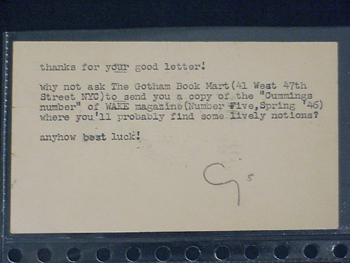 thanks for your good letter!
why not ask The Gotham Book Mart(41 West 47th
Street NYC)to send you a copy of the "Cummings
number" of WAKE magazine(Number Five,Spring '46)
where you'll probably find some lively notions?
anyhow best luck!